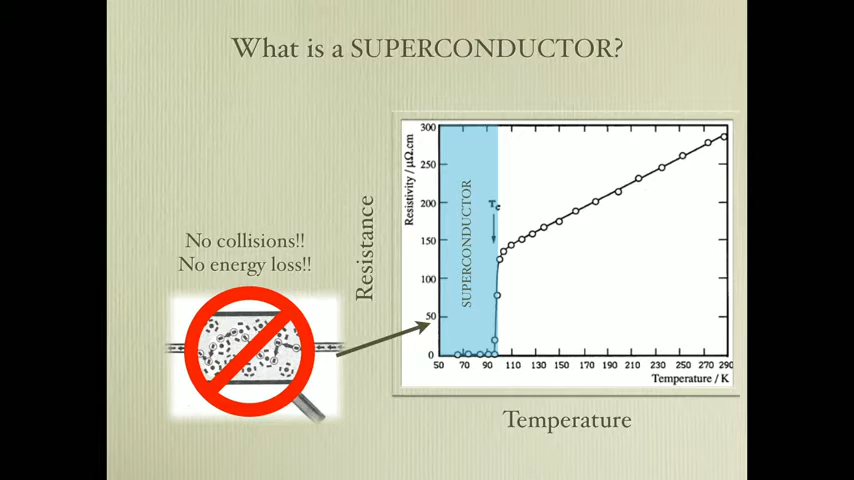 What is a SUPERCONDUCTOR?
No collisions!!
No energy loss!!
Resistance
Resistivity / μΩ.cm
300
250
200
150
100
50
0
SUPERCONDUCTOR
Tc
50 70 90 110 130 150 170 190 210 230 250 270 290
Temperature / K
Temperature